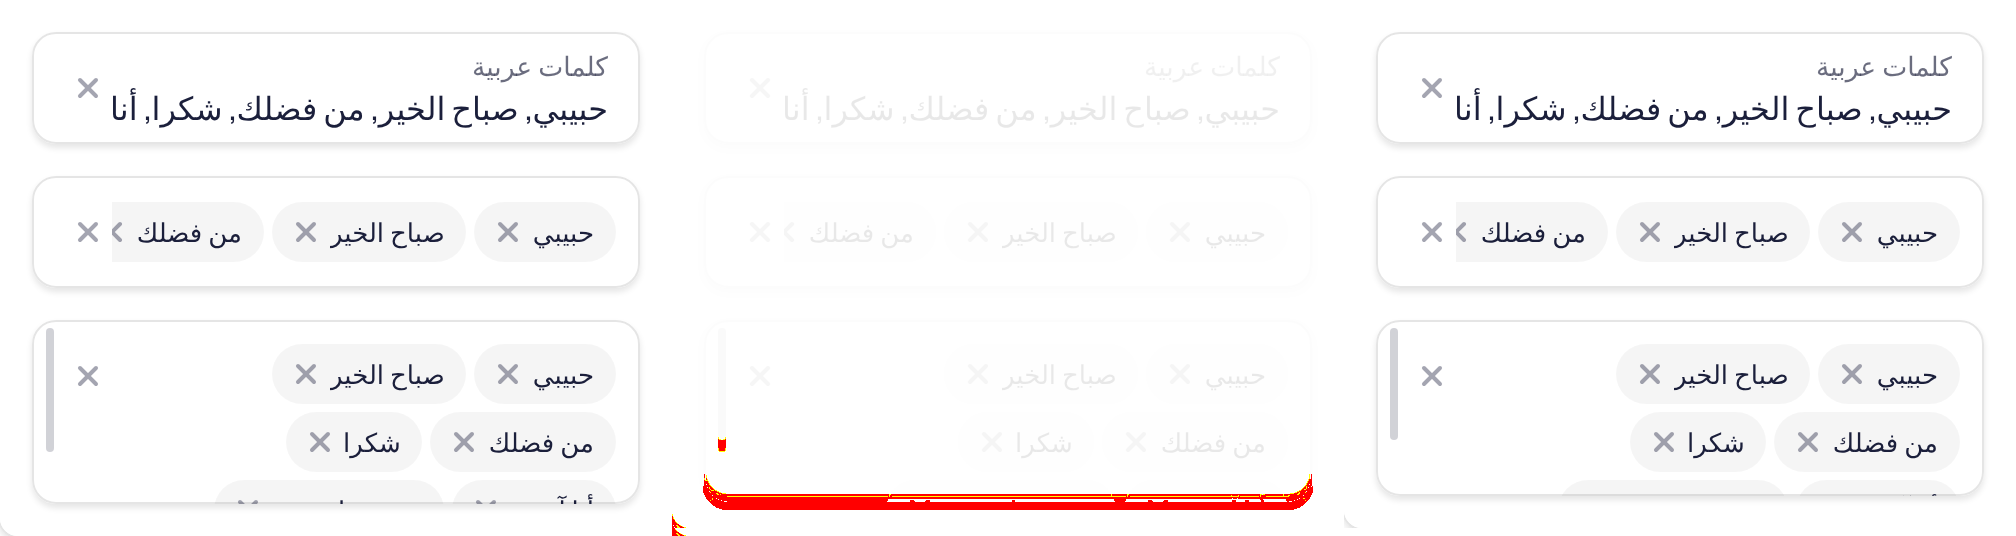 كلمات عربية
حبيبي, صباح الخير, من فضلك, شكرا, أنا
حبيبي صباح الخير من فضلك
حبيبي صباح الخير
من فضلك شكرا
كلمات عربية
حبيبي, صباح الخير, من فضلك, شكرا, أنا
حبيبي صباح الخير من فضلك
حبيبي صباح الخير
من فضلك شكرا
كلمات عربية
حبيبي, صباح الخير, من فضلك, شكرا, أنا
حبيبي صباح الخير من فضلك
حبيبي صباح الخير
من فضلك شكرا